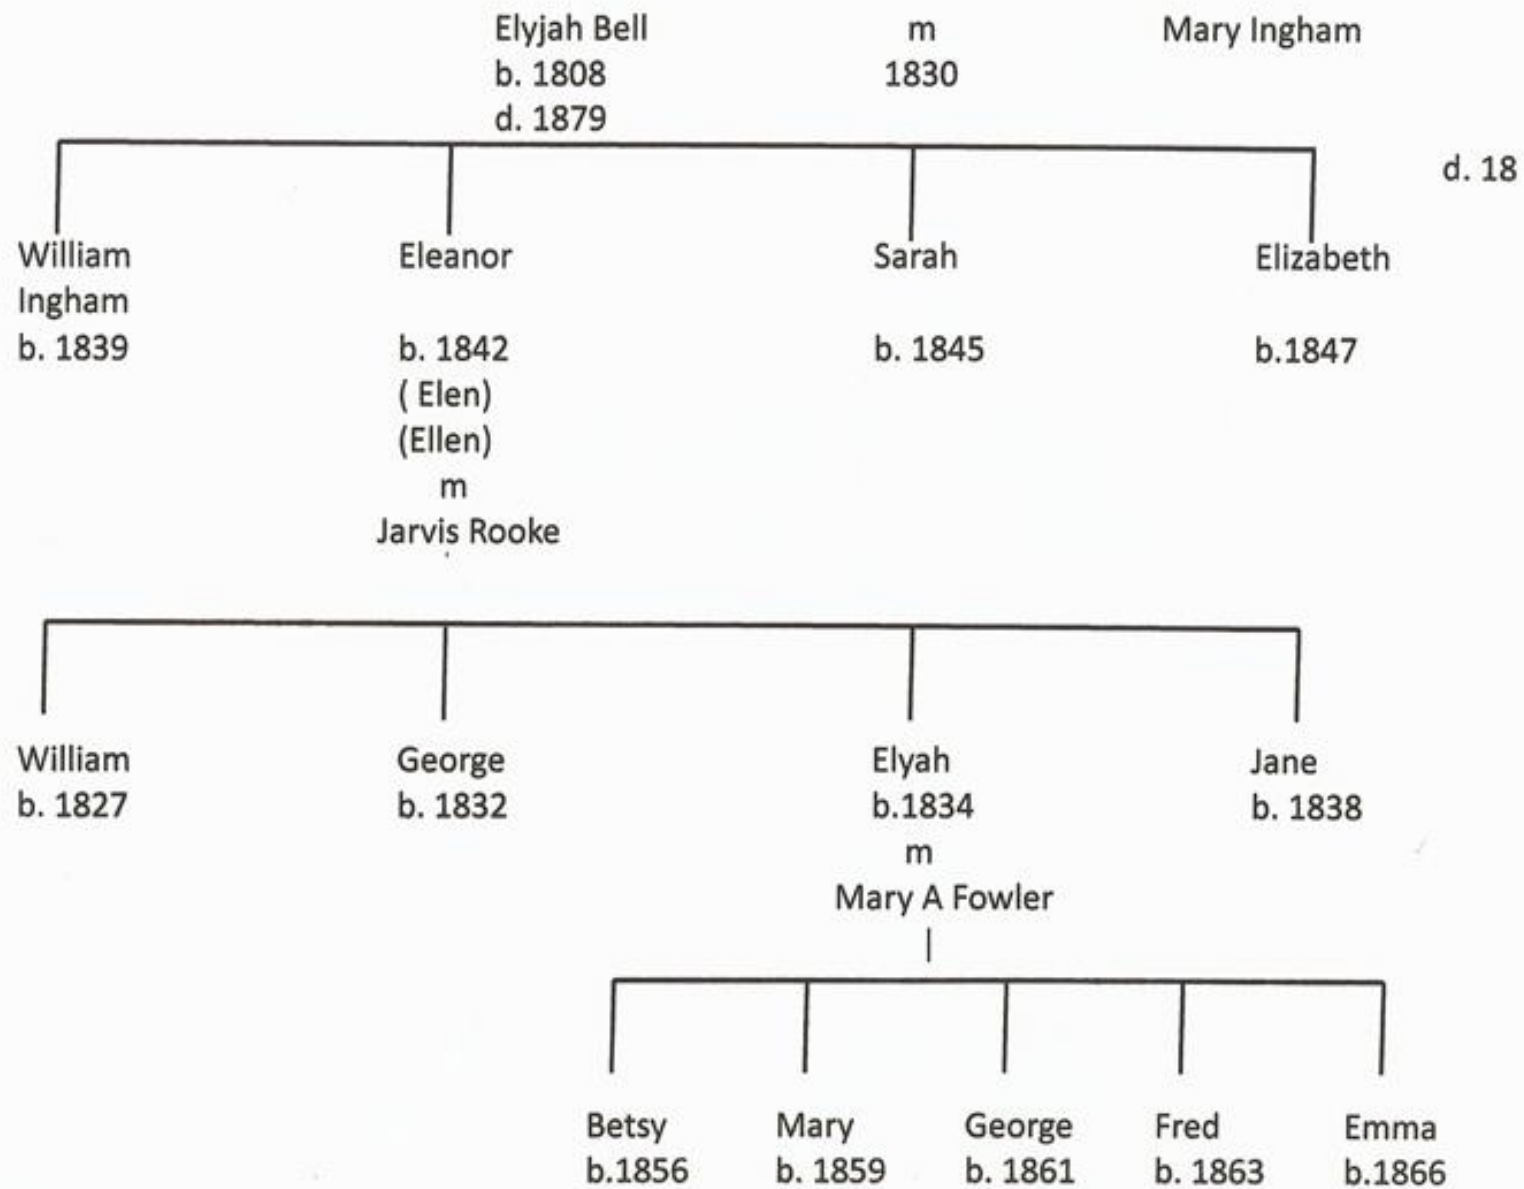 Elyjah Bell m Mary Ingham
b. 1808 1830
d. 1879
d. 18
William Eleanor Sarah Elizabeth
Ingham
b. 1839 b. 1842 b. 1845 b.1847
( Elen)
(Ellen)
m
Jarvis Rooke
William George Elyah Jane
b. 1827 b. 1832 b.1834 b. 1838
m
Mary A Fowler
Betsy Mary George Fred Emma
b.1856 b. 1859 b. 1861 b. 1863 b.1866